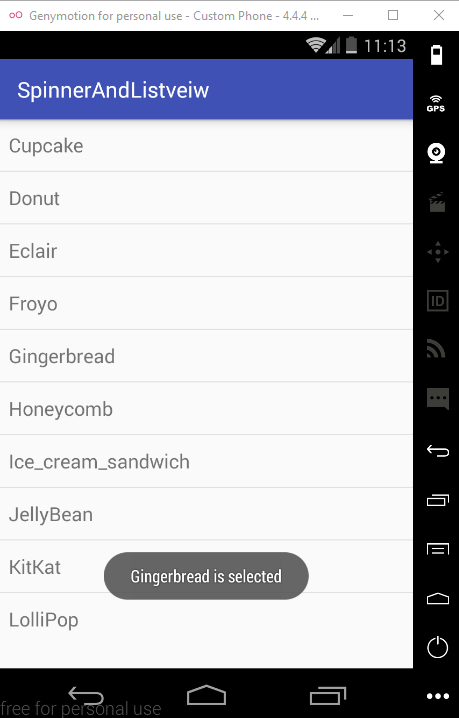 Genymotion for personal use - Custom Phone - 4.4.4 ...
11:13
SpinnerAndListveiw
GPS
Cupcake
Donut
Eclair
ID
Froyo
Gingerbread
Honeycomb
Ice_cream_sandwich
JellyBean
KitKat
Gingerbread is selected
LolliPop
free for personal use